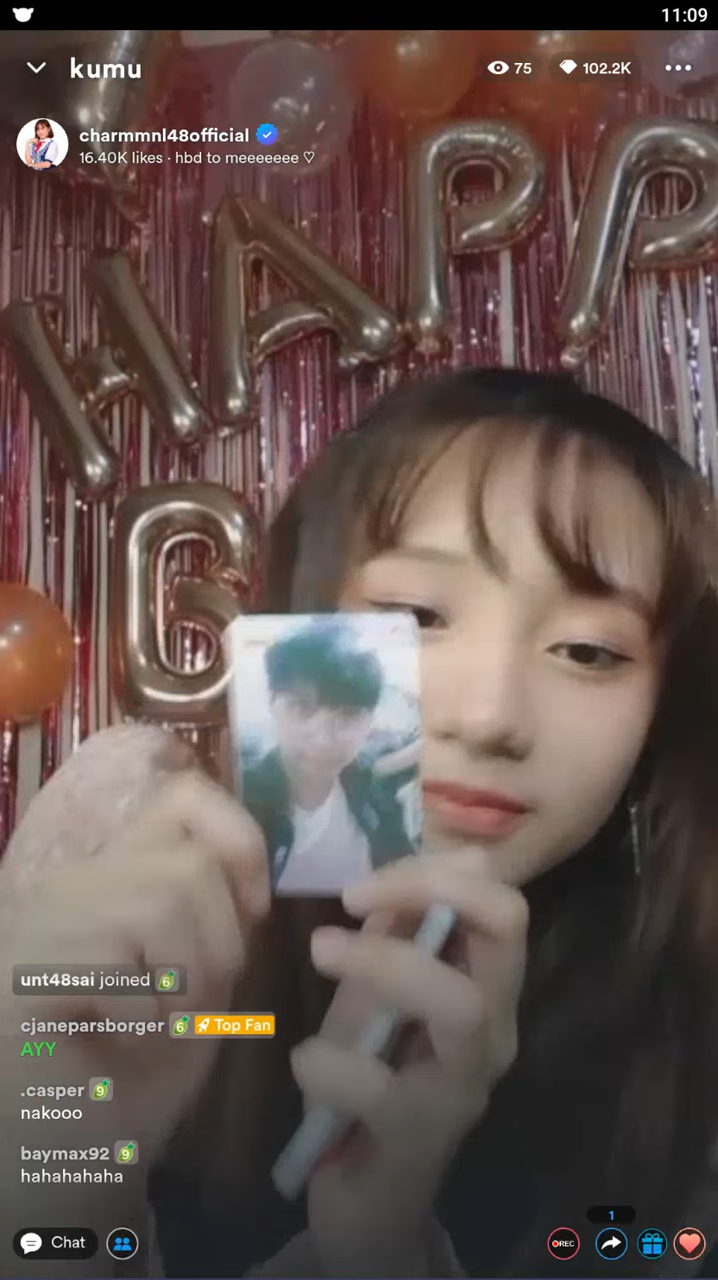 11:09
kumu
75
102.2K
charmmnl48official
16.40K likes · hbd to meeeeeee ♡
HAPP
B
unt48sai joined 6
cjaneparsborger 6 Top Fan
AYY
.casper 9
nakooo
baymax92 9
hahahahaha
1
Chat
REC